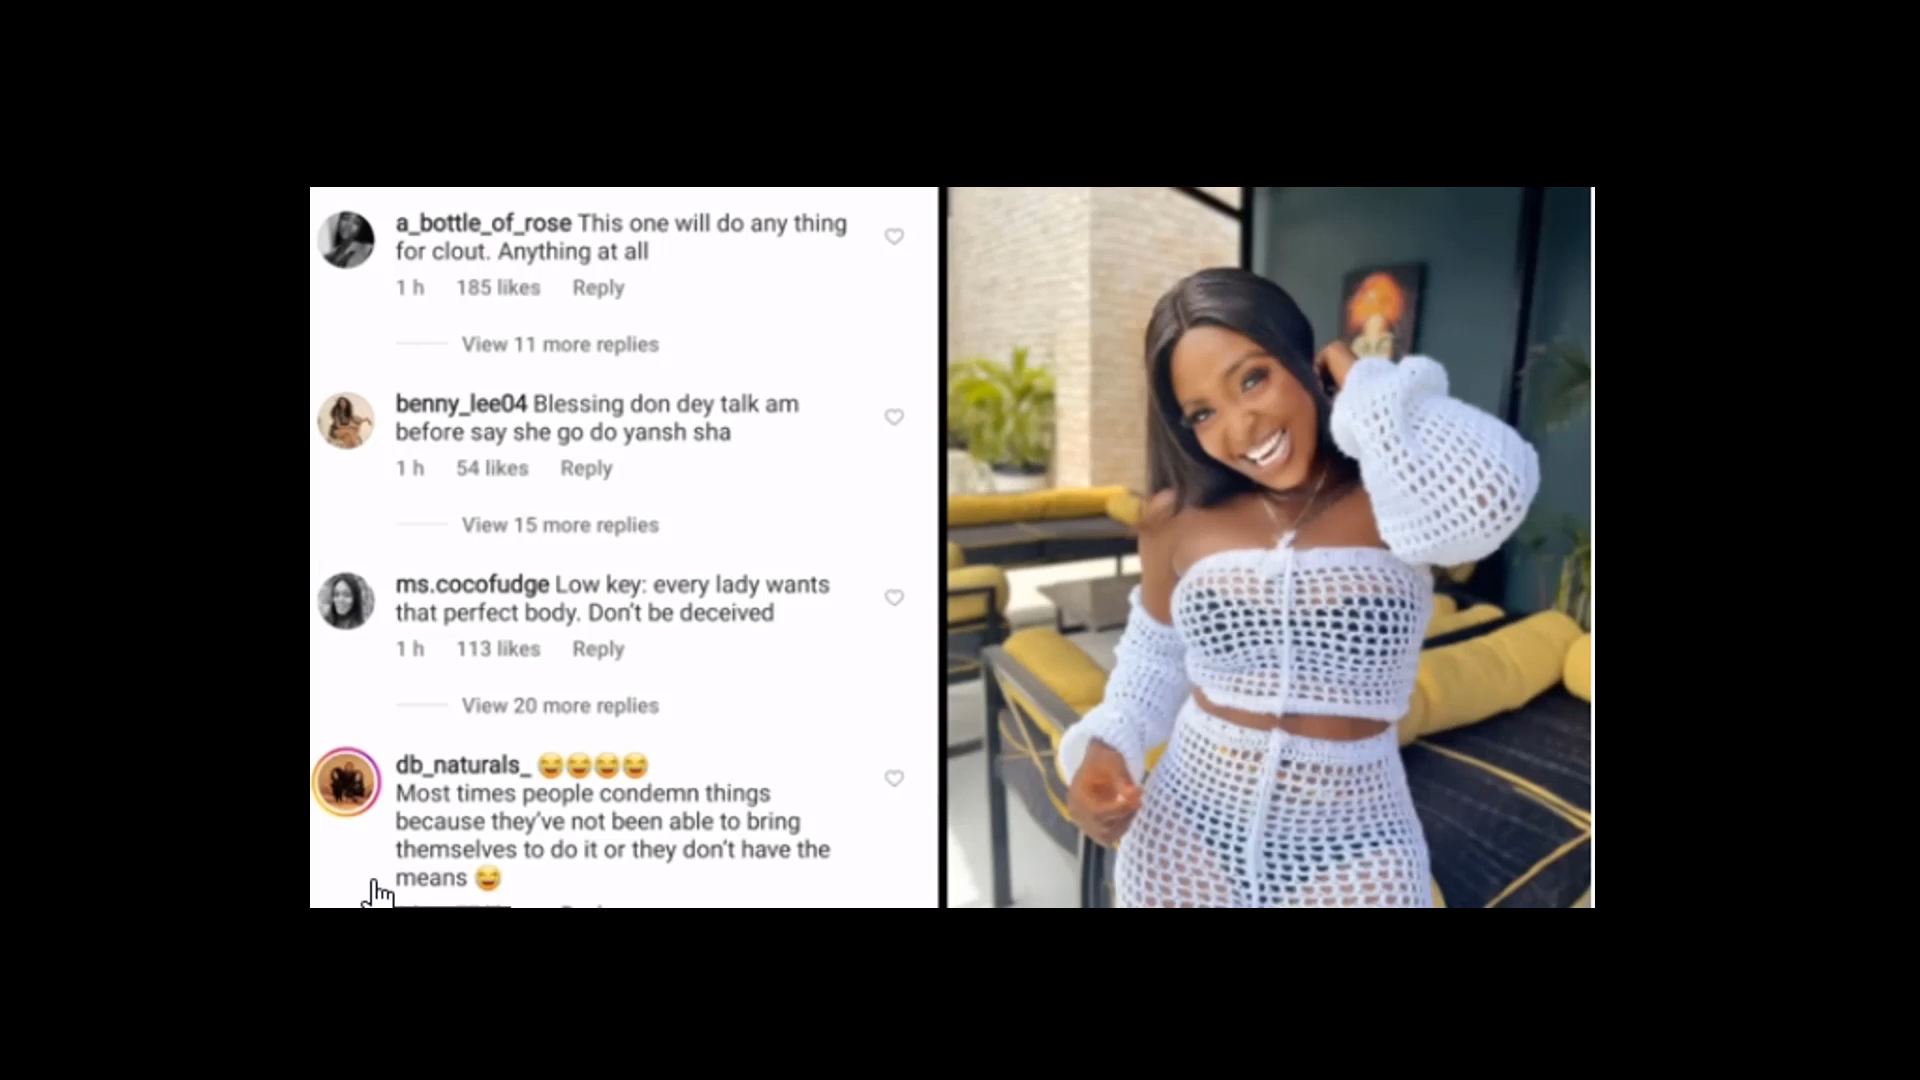 a_bottle_of_rose This one will do any thing
for clout. Anything at all
1 h 185 likes Reply
View 11 more replies
benny_lee04 Blessing don dey talk am
before say she go do yansh sha
1 h 54 likes Reply
View 15 more replies
ms.cocofudge Low key: every lady wants
that perfect body. Don't be deceived
1 h 113 likes Reply
View 20 more replies
db_naturals_ 😄😄😄😄
Most times people condemn things
because they've not been able to bring
themselves to do it or they don't have the
means 😄